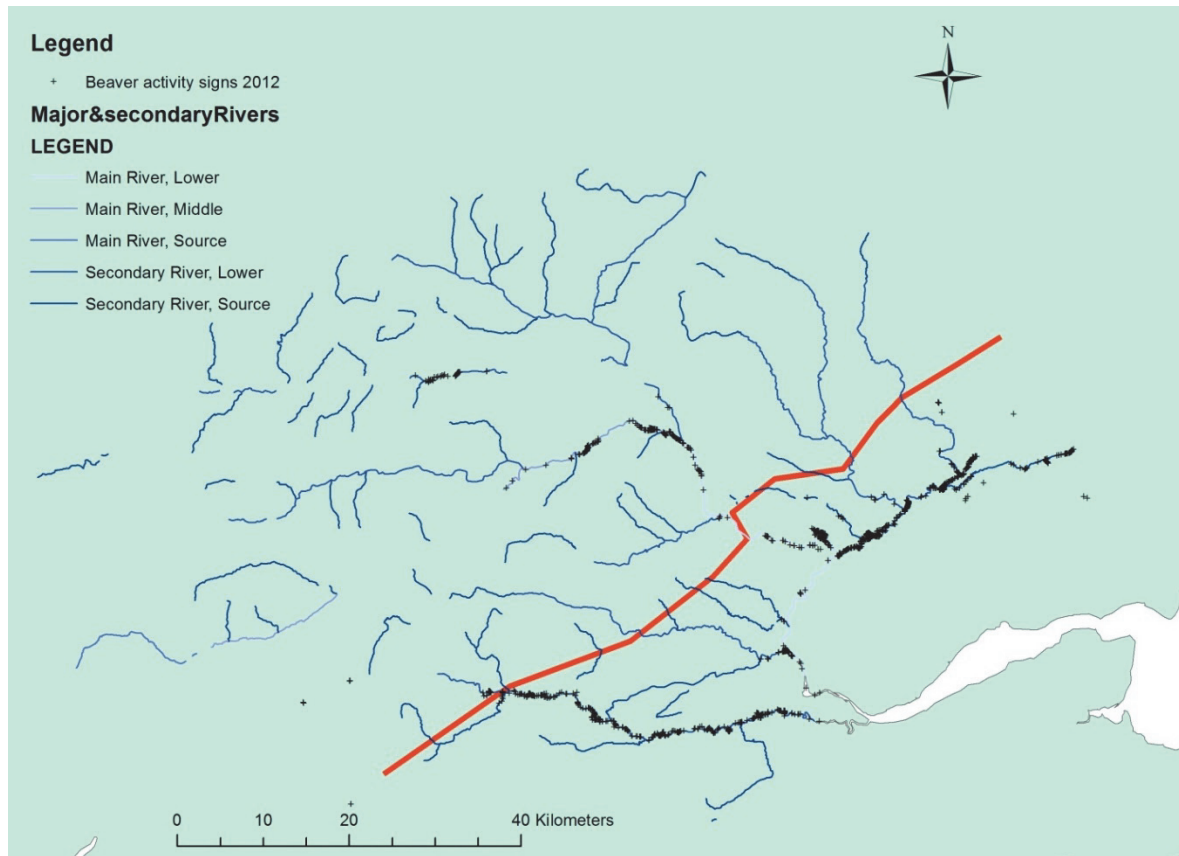 Legend
+ Beaver activity signs 2012
Major&secondaryRivers
LEGEND
Main River, Lower
Main River, Middle
Main River, Source
Secondary River, Lower
Secondary River, Source
N
0 10 20 40 Kilometers